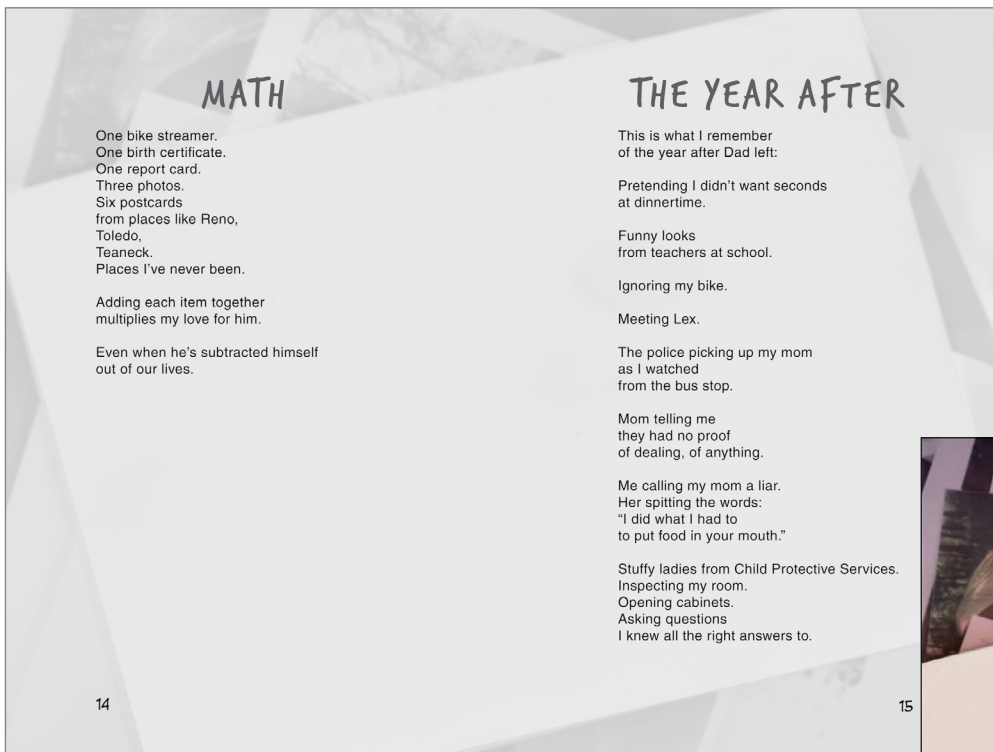 MATH
One bike streamer.
One birth certificate.
One report card.
Three photos.
Six postcards
from places like Reno,
Toledo,
Teaneck.
Places I've never been.
Adding each item together
multiplies my love for him.
Even when he's subtracted himself
out of our lives.
14
THE YEAR AFTER
This is what I remember
of the year after Dad left:
Pretending I didn't want seconds
at dinnertime.
Funny looks
from teachers at school.
Ignoring my bike.
Meeting Lex.
The police picking up my mom
as I watched
from the bus stop.
Mom telling me
they had no proof
of dealing, of anything.
Me calling my mom a liar.
Her spitting the words:
“I did what I had to
to put food in your mouth.”
Stuffy ladies from Child Protective Services.
Inspecting my room.
Opening cabinets.
Asking questions
I knew all the right answers to.
15